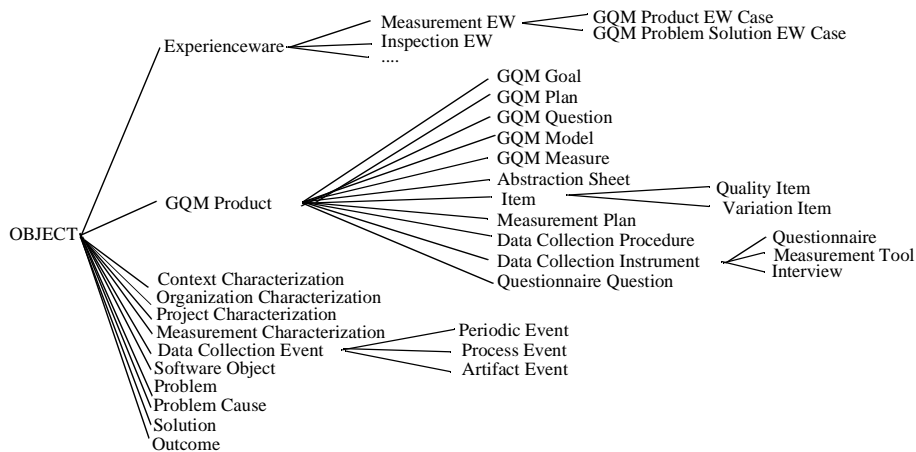 OBJECT
Experienceware
Measurement EW
GQM Product EW Case
GQM Problem Solution EW Case
Inspection EW
....
GQM Product
GQM Goal
GQM Plan
GQM Question
GQM Model
GQM Measure
Abstraction Sheet
Item
Quality Item
Variation Item
Measurement Plan
Data Collection Procedure
Data Collection Instrument
Questionnaire
Measurement Tool
Interview
Questionnaire Question
Context Characterization
Organization Characterization
Project Characterization
Measurement Characterization
Data Collection Event
Periodic Event
Process Event
Artifact Event
Software Object
Problem
Problem Cause
Solution
Outcome